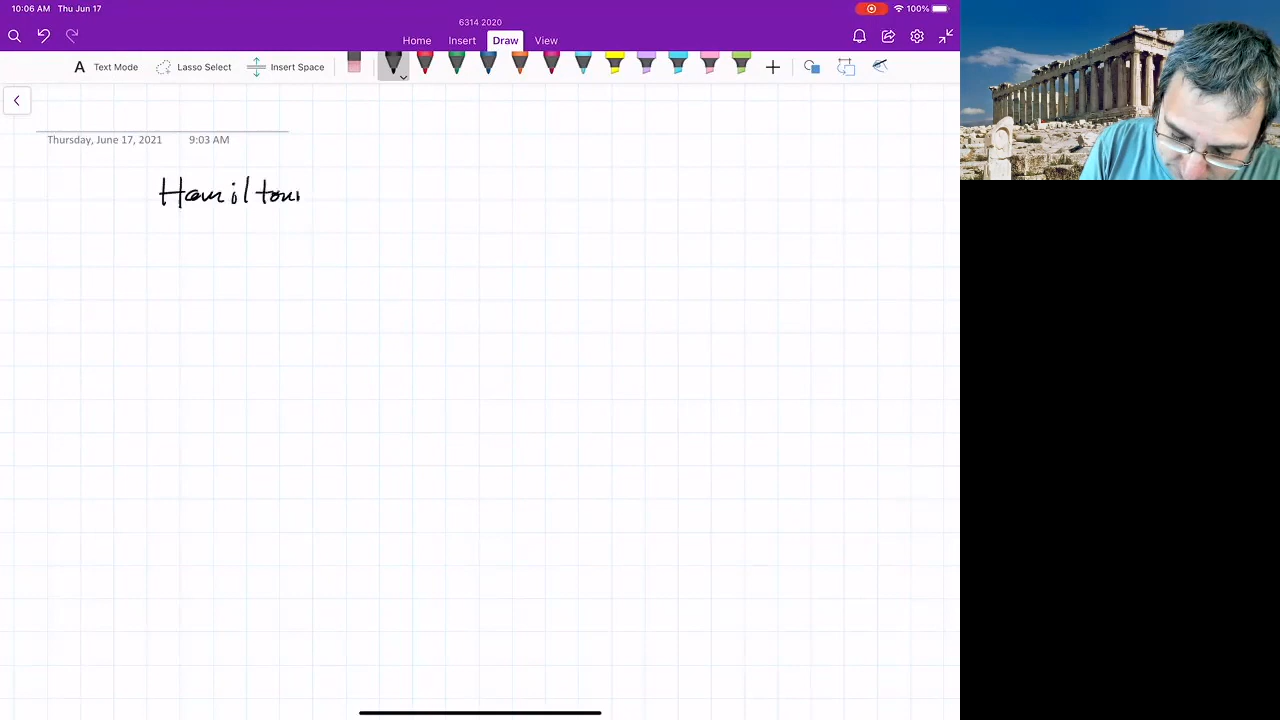 10:06 AM Thu Jun 17
100%
6314 2020
Home Insert Draw View
A Text Mode Lasso Select Insert Space
Thursday, June 17, 2021 9:03 AM
Hamilton